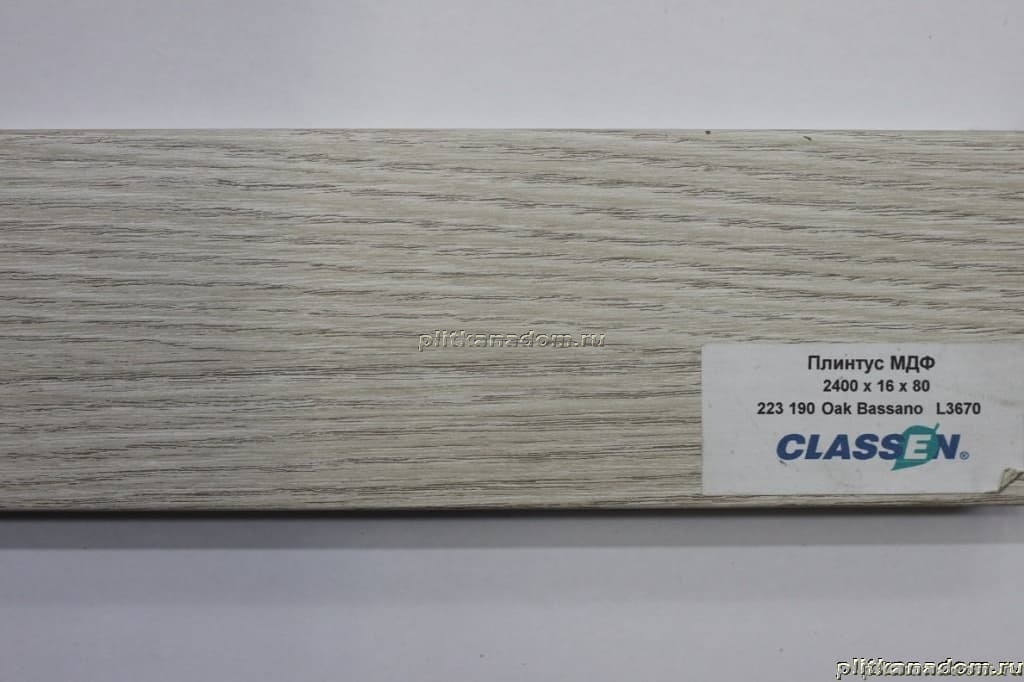 plitkanadom.ru
Плинтус МДФ
2400 x 16 x 80
223 190 Oak Bassano L3670
CLASSEN®
plitkanadom.ru